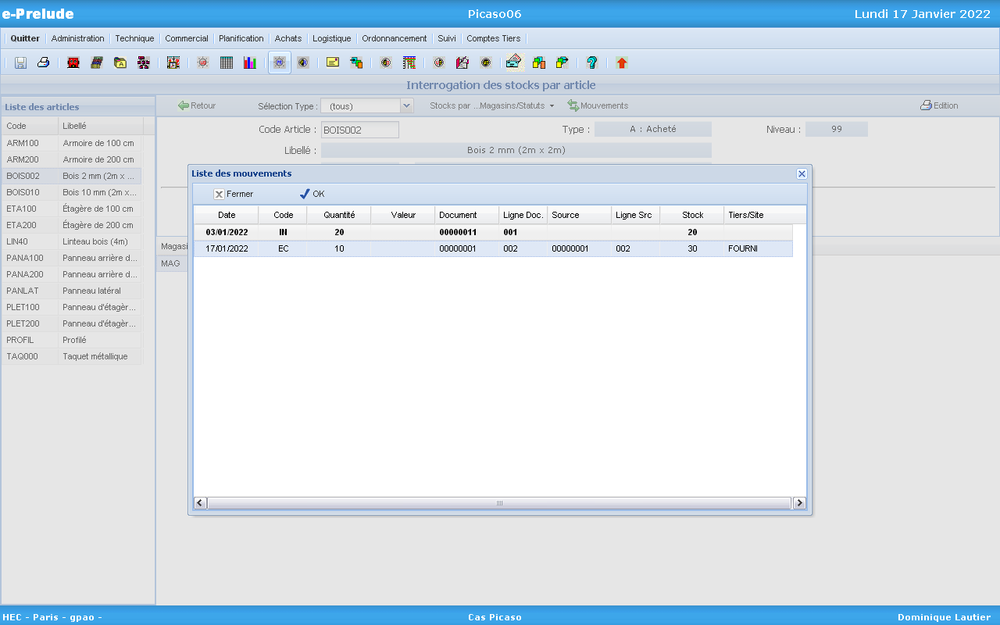 e-Prelude Picaso06 Lundi 17 Janvier 2022
Quitter Administration Technique Commercial Planification Achats Logistique Ordonnancement Suivi Comptes Tiers
Interrogation des stocks par article
Liste des articles
Retour Sélection Type : (tous) Stocks par ...Magasins/Statuts Mouvements Edition
Code Libellé
ARM100 Armoire de 100 cm
ARM200 Armoire de 200 cm
BOIS002 Bois 2 mm (2m x ...
BOIS010 Bois 10 mm (2m x...
ETA100 Étagère de 100 cm
ETA200 Étagère de 200 cm
LIN40 Linteau bois (4m)
PANA100 Panneau arrière d...
PANA200 Panneau arrière d...
PANLAT Panneau latéral
PLET100 Panneau d'étagèr...
PLET200 Panneau d'étagèr...
PROFIL Profilé
TAQ000 Taquet métallique
Code Article : BOIS002 Type : A : Acheté Niveau : 99
Libellé : Bois 2 mm (2m x 2m)
Magasi
MAG
Liste des mouvements
Fermer OK
Date Code Quantité Valeur Document Ligne Doc. Source Ligne Src Stock Tiers/Site
03/01/2022 IN 20 00000011 001 20
17/01/2022 EC 10 00000001 002 00000001 002 30 FOURNI
HEC - Paris - gpao - Cas Picaso Dominique Lautier